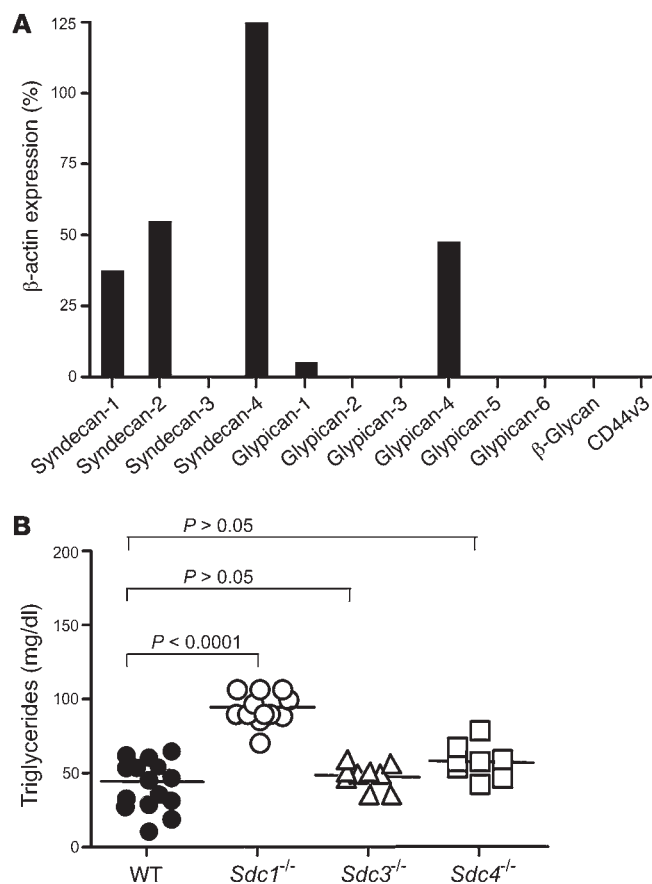 A
β-actin expression (%)
125
100
75
50
25
0
Syndecan-1
Syndecan-2
Syndecan-3
Syndecan-4
Glypican-1
Glypican-2
Glypican-3
Glypican-4
Glypican-5
Glypican-6
β-Glycan
CD44v3
B
Triglycerides (mg/dl)
200
150
100
50
0
P > 0.05
P > 0.05
P < 0.0001
WT
Sdc1-/-
Sdc3-/-
Sdc4-/-